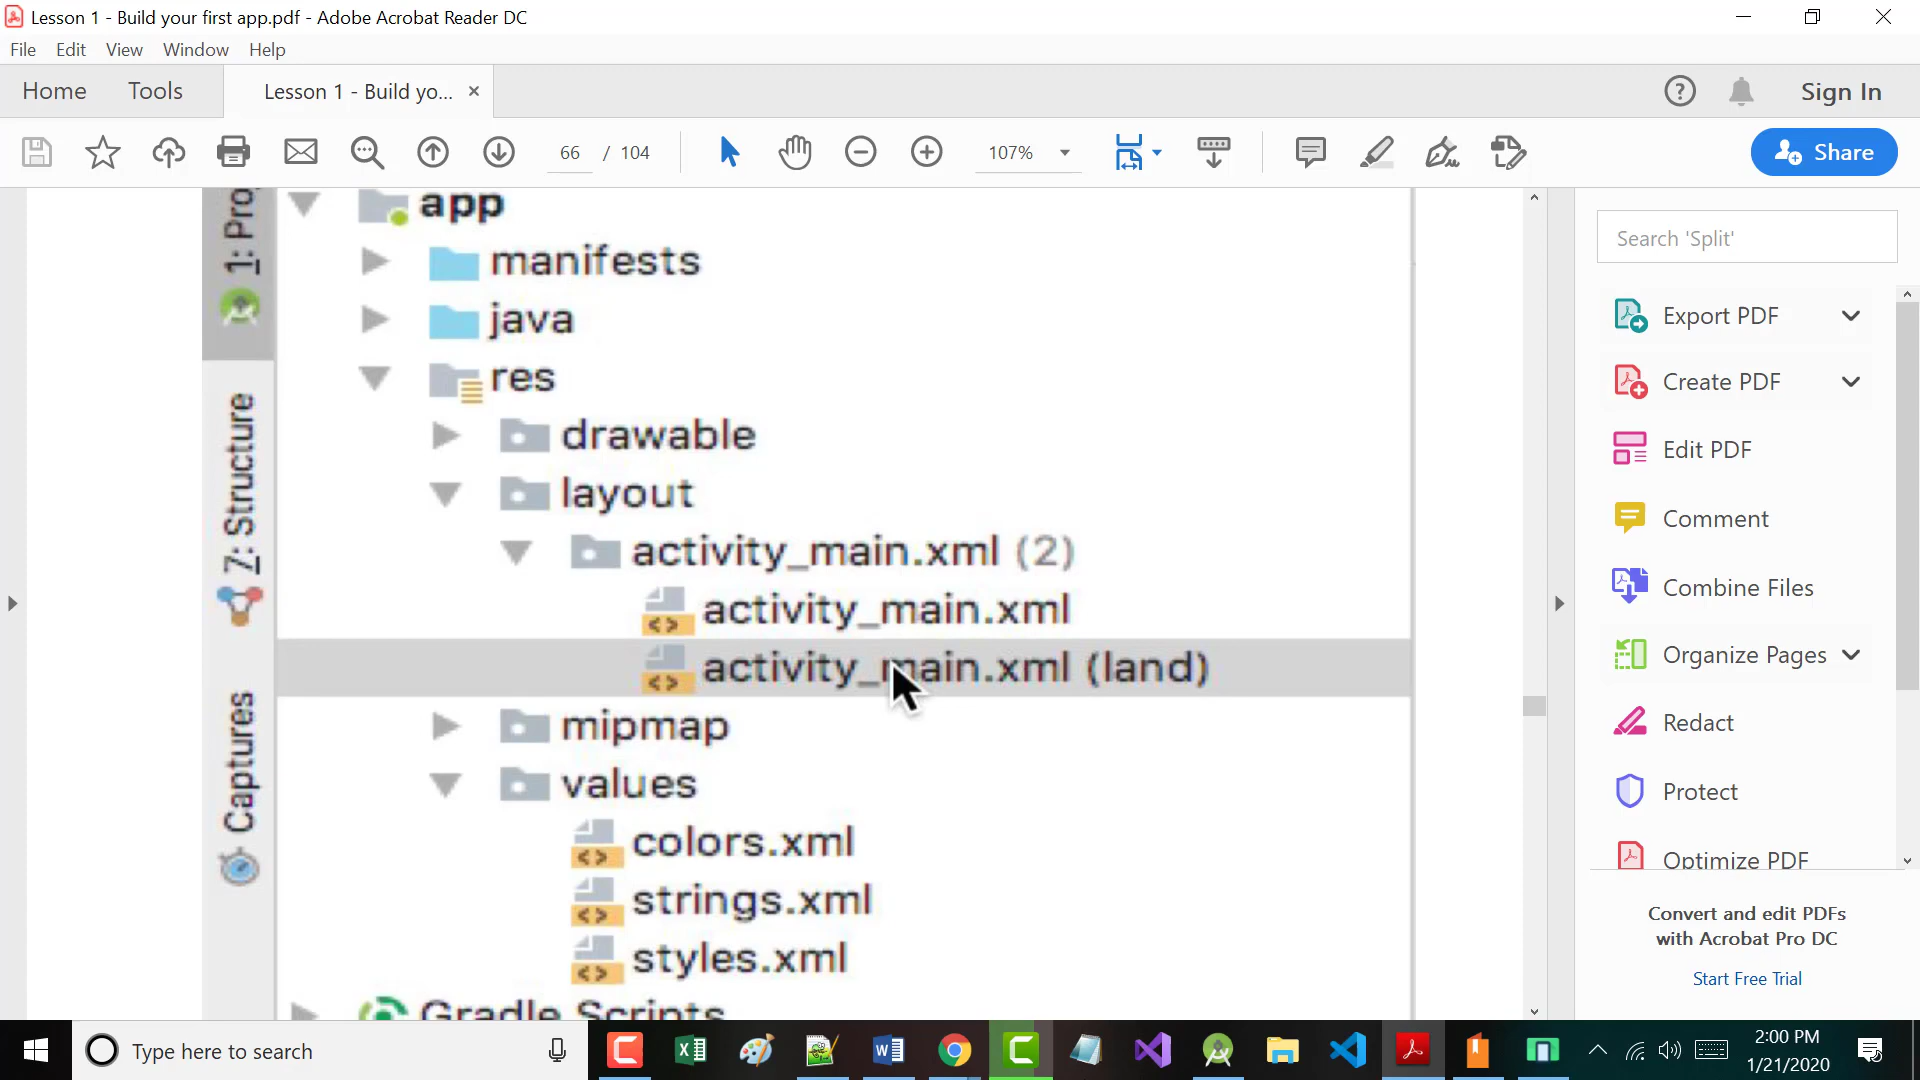 Lesson 1 - Build your first app.pdf - Adobe Acrobat Reader DC
File Edit View Window Help
Home Tools Lesson 1 - Build yo... × Sign In
66 / 104 107% Share
app
1: Pro
manifests
java
res
drawable
layout
activity_main.xml (2)
activity_main.xml
activity_main.xml (land)
mipmap
values
colors.xml
strings.xml
styles.xml
Gradle Scripts
Z: Structure
Captures
Search 'Split'
Export PDF
Create PDF
Edit PDF
Comment
Combine Files
Organize Pages
Redact
Protect
Optimize PDF
Convert and edit PDFs
with Acrobat Pro DC
Start Free Trial
Type here to search
2:00 PM
1/21/2020